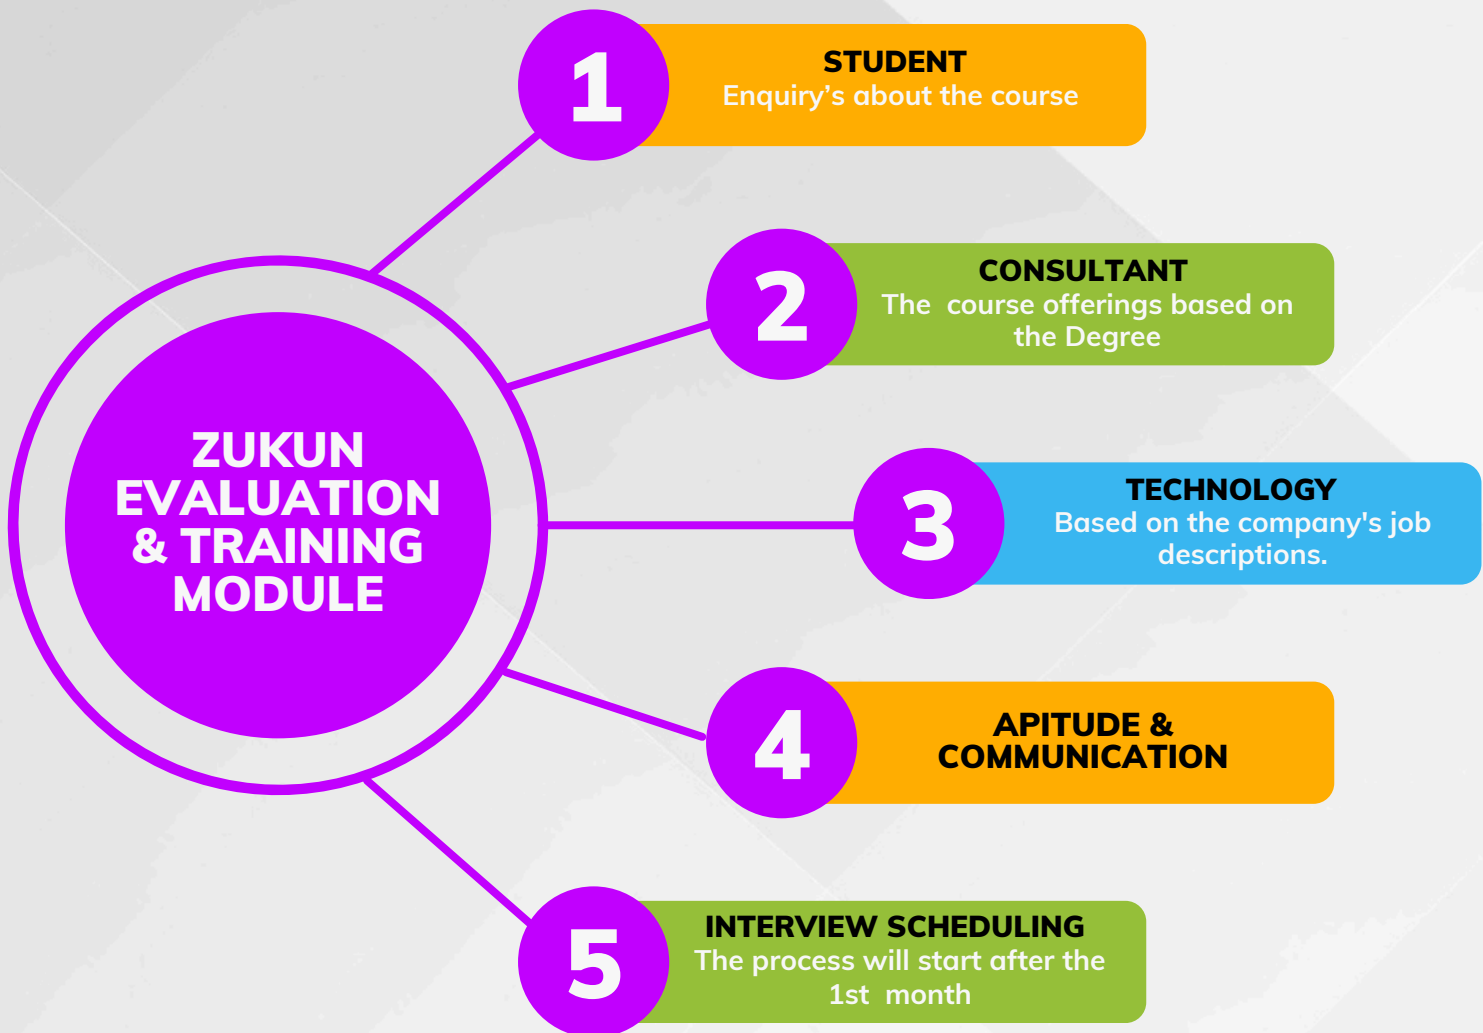 ZUKUN
EVALUATION
& TRAINING
MODULE
1
STUDENT
Enquiry’s about the course
2
CONSULTANT
The  course offerings based on
the Degree
3
TECHNOLOGY
Based on the company's job
descriptions.
4
APITUDE &
COMMUNICATION
5
INTERVIEW SCHEDULING
The process will start after the
1st  month